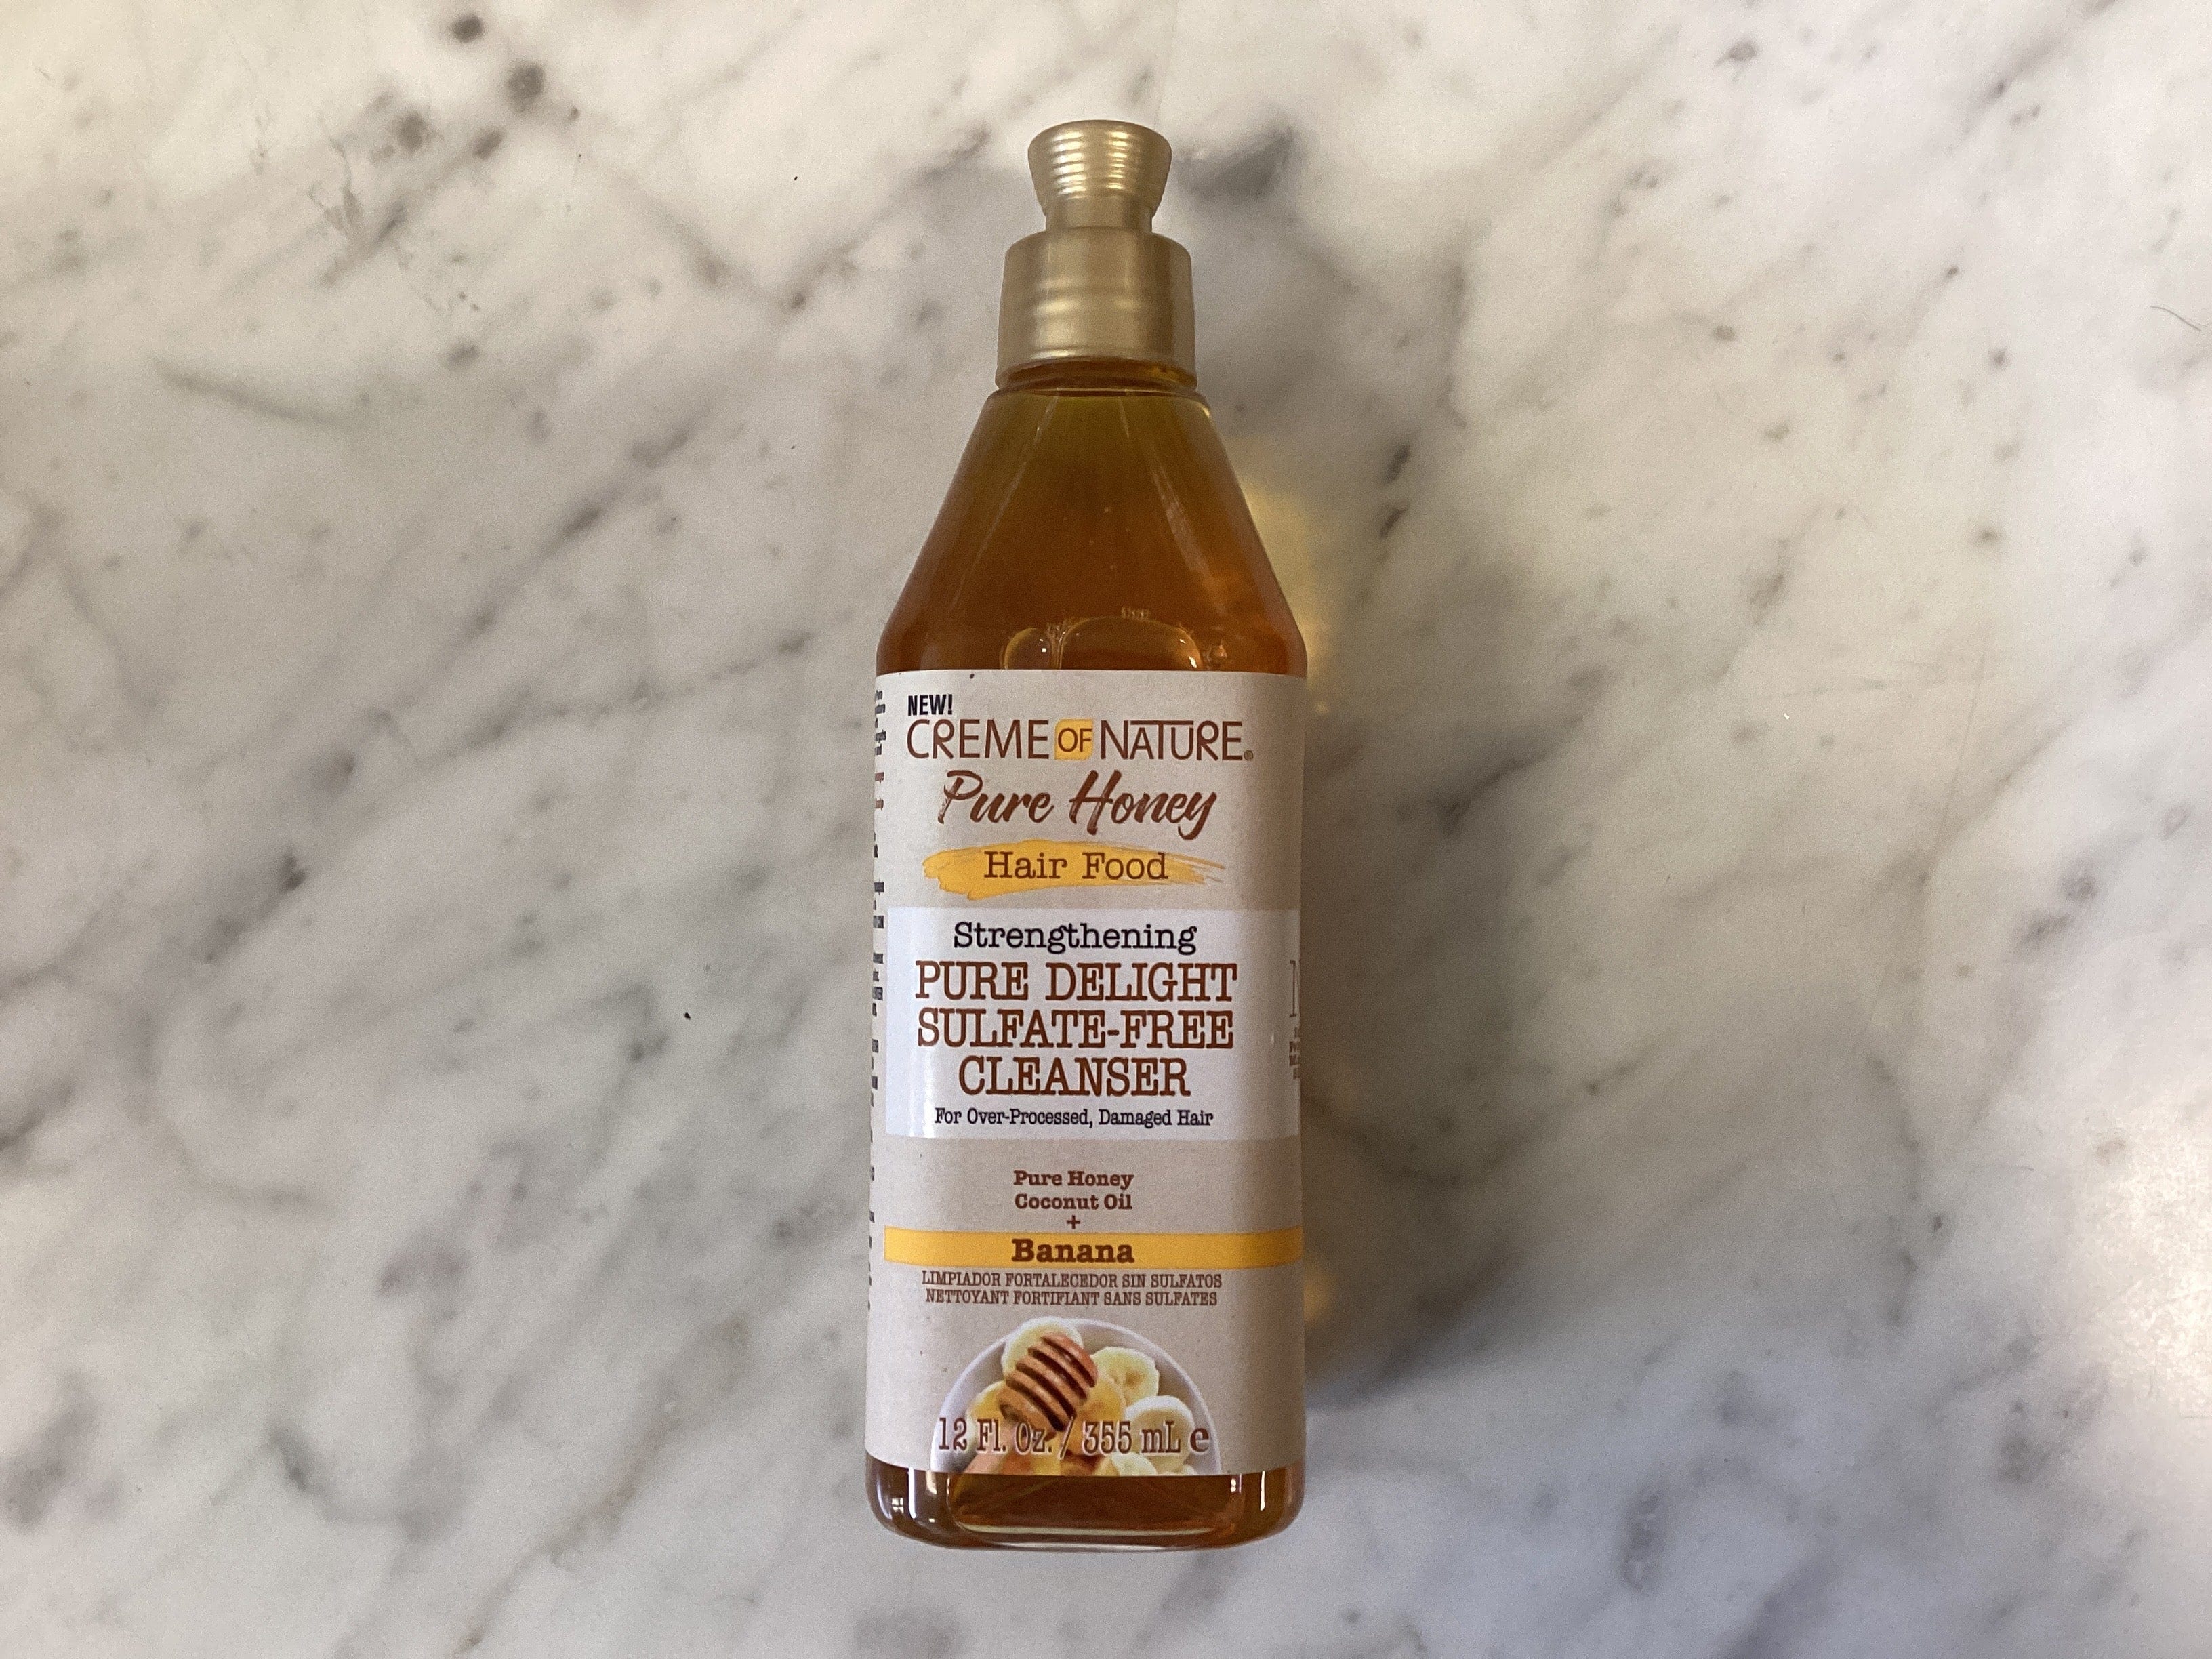 NEW!
CREME OF NATURE®
Pure Honey
Hair Food
Strengthening
PURE DELIGHT
SULFATE-FREE
CLEANSER
For Over-Processed, Damaged Hair
Pure Honey
Coconut Oil
+
Banana
LIMPIADOR FORTALECEDOR SIN SULFATOS
NETTOYANT FORTIFIANT SANS SULFATES
12 Fl. Oz. / 355 mL e